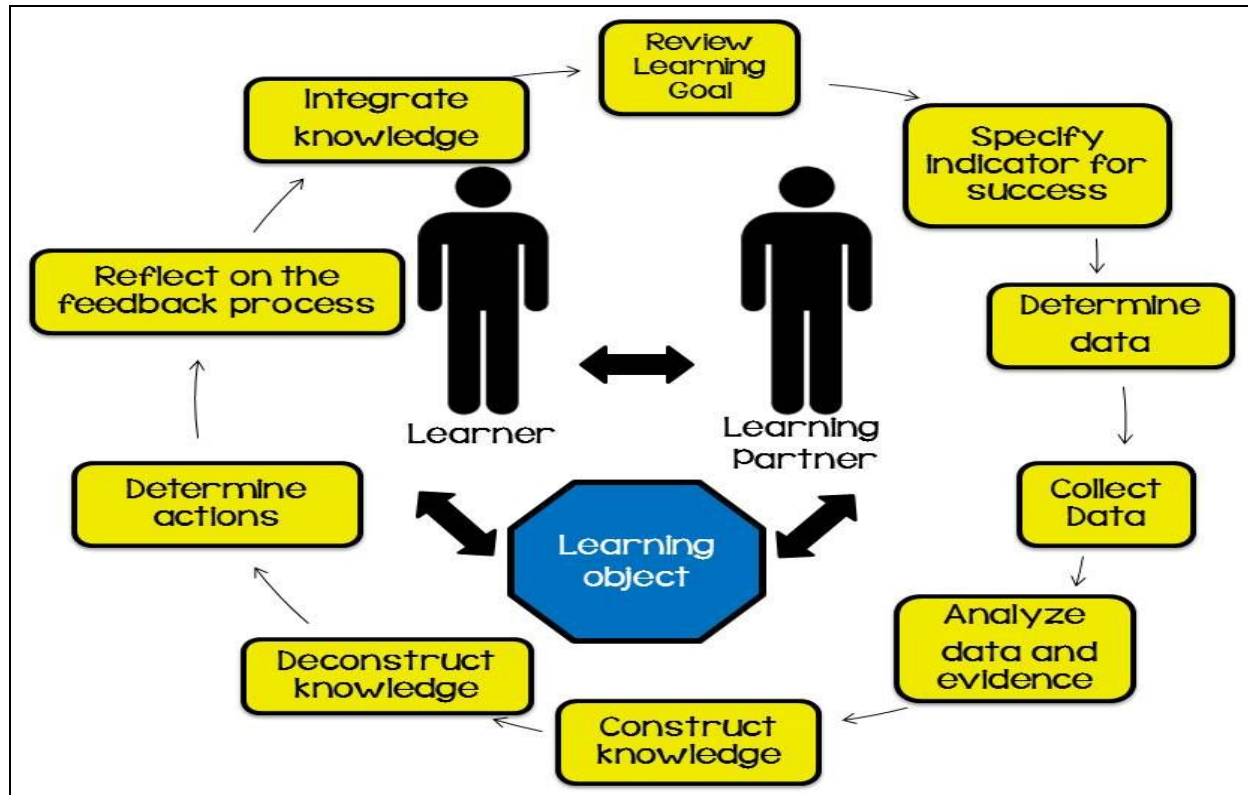 Review
Learning
Goal
Specify
indicator for
success
Determine
data
Collect
Data
Analyze
data and
evidence
Construct
knowledge
Deconstruct
knowledge
Determine
actions
Reflect on the
feedback process
Integrate
knowledge
Learner
Learning
Partner
Learning
object